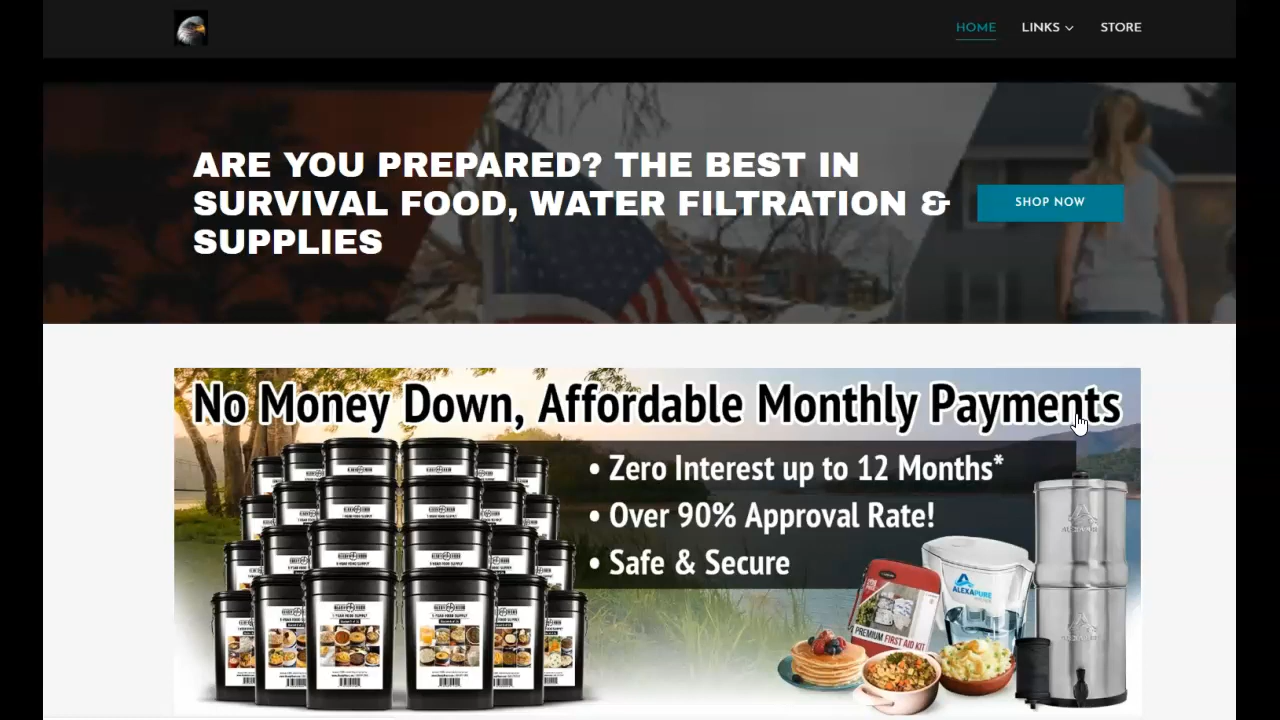 HOME LINKS STORE
ARE YOU PREPARED? THE BEST IN
SURVIVAL FOOD, WATER FILTRATION &
SUPPLIES
SHOP NOW
No Money Down, Affordable Monthly Payments
• Zero Interest up to 12 Months*
• Over 90% Approval Rate!
• Safe & Secure
ALEXAPURE
PREMIUM FIRST AID KIT